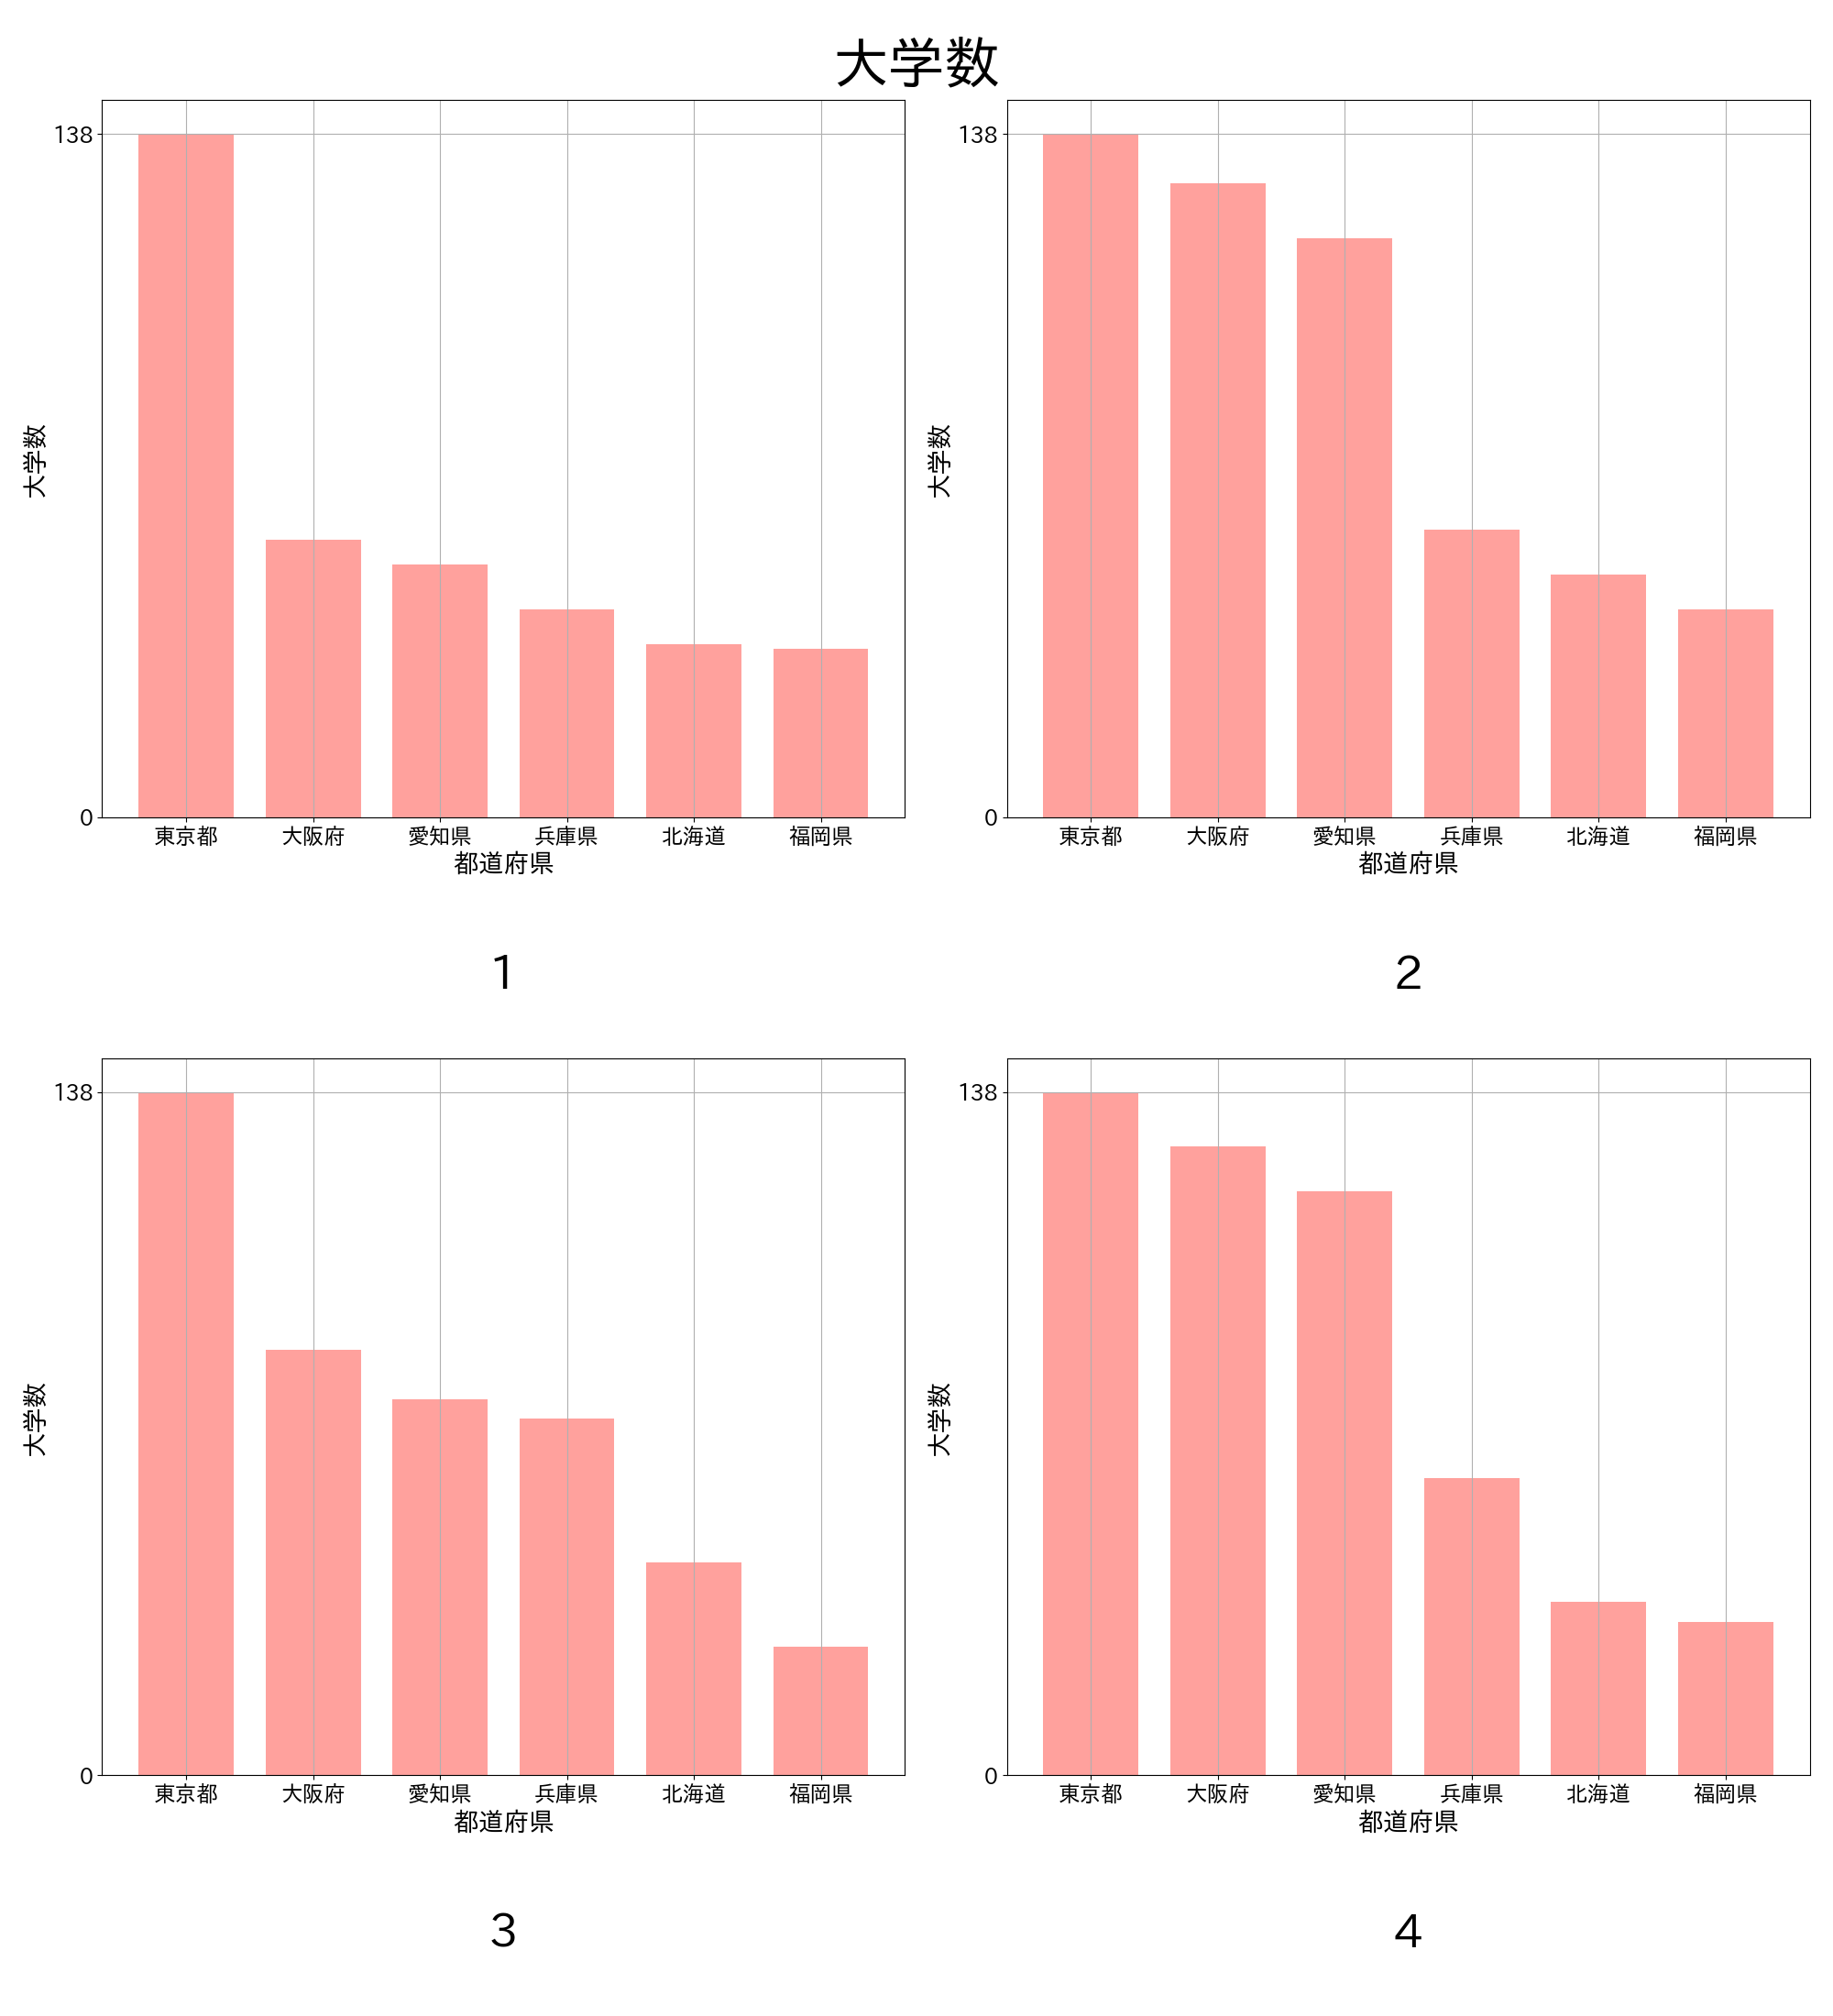 大学数
138
0
大学数
東京都 大阪府 愛知県 兵庫県 北海道 福岡県
都道府県
1
138
0
大学数
東京都 大阪府 愛知県 兵庫県 北海道 福岡県
都道府県
2
138
0
大学数
東京都 大阪府 愛知県 兵庫県 北海道 福岡県
都道府県
3
138
0
大学数
東京都 大阪府 愛知県 兵庫県 北海道 福岡県
都道府県
4